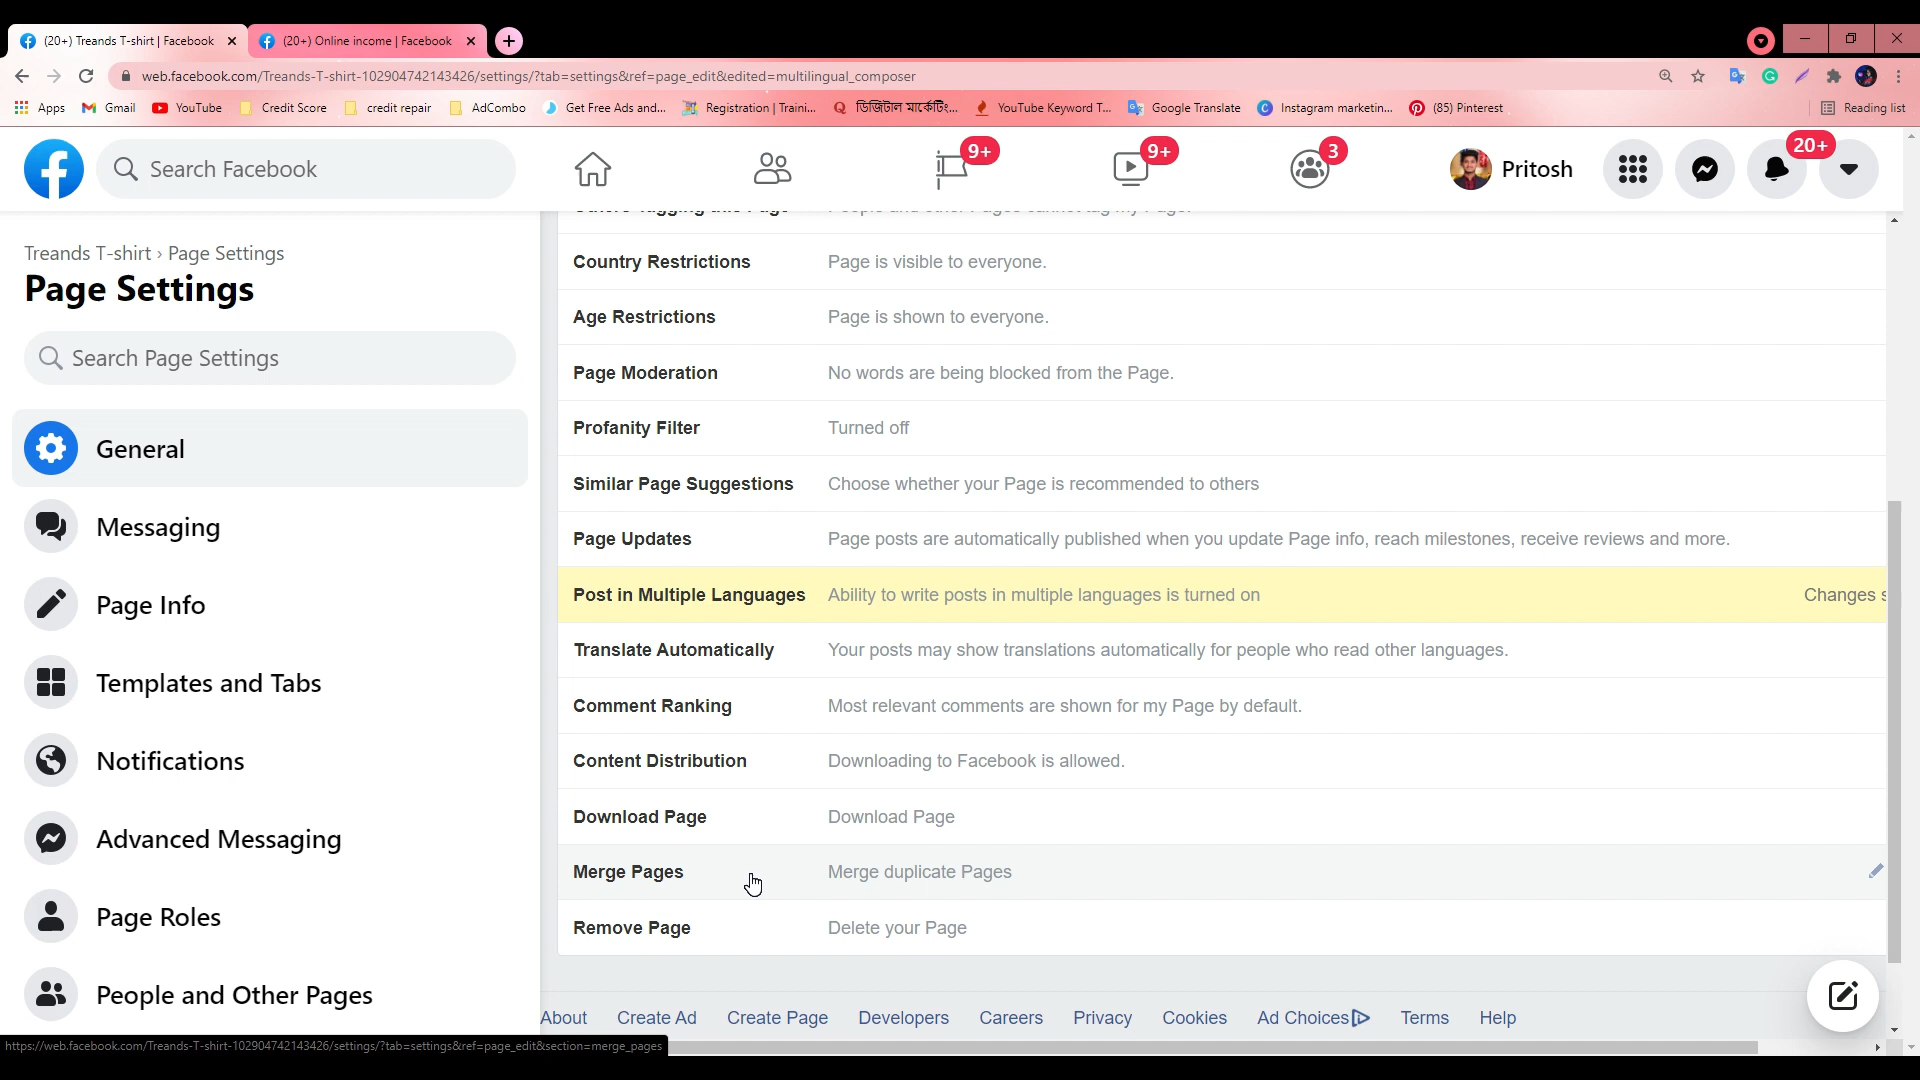 (20+) Treands T-shirt | Facebook
(20+) Online income | Facebook
web.facebook.com/Treands-T-shirt-102904742143426/settings/?tab=settings&ref=page_edit&edited=multilingual_composer
Apps
Gmail
YouTube
Credit Score
credit repair
AdCombo
Get Free Ads and...
Registration | Traini...
ডিজিটাল মার্কেটিং...
YouTube Keyword T...
Google Translate
Instagram marketin...
(85) Pinterest
Reading list
Search Facebook
9+
9+
3
Pritosh
20+
Treands T-shirt › Page Settings
Page Settings
Search Page Settings
General
Messaging
Page Info
Templates and Tabs
Notifications
Advanced Messaging
Page Roles
People and Other Pages
Country Restrictions Page is visible to everyone.
Age Restrictions Page is shown to everyone.
Page Moderation No words are being blocked from the Page.
Profanity Filter Turned off
Similar Page Suggestions Choose whether your Page is recommended to others
Page Updates Page posts are automatically published when you update Page info, reach milestones, receive reviews and more.
Post in Multiple Languages Ability to write posts in multiple languages is turned on Changes
Translate Automatically Your posts may show translations automatically for people who read other languages.
Comment Ranking Most relevant comments are shown for my Page by default.
Content Distribution Downloading to Facebook is allowed.
Download Page Download Page
Merge Pages Merge duplicate Pages
Remove Page Delete your Page
About Create Ad Create Page Developers Careers Privacy Cookies Ad Choices Terms Help
https://web.facebook.com/Treands-T-shirt-102904742143426/settings/?tab=settings&ref=page_edit&section=merge_pages